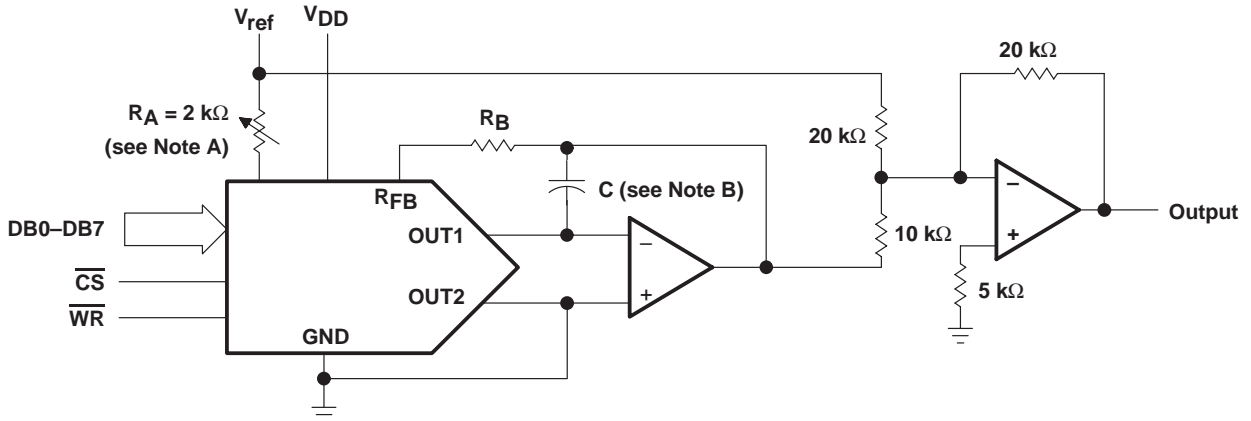 Vref
VDD
20 kΩ
RA = 2 kΩ
(see Note A)
RB
20 kΩ
C (see Note B)
RFB
–
Output
DB0–DB7
OUT1
–
+
10 kΩ
CS
OUT2
+
5 kΩ
WR
GND